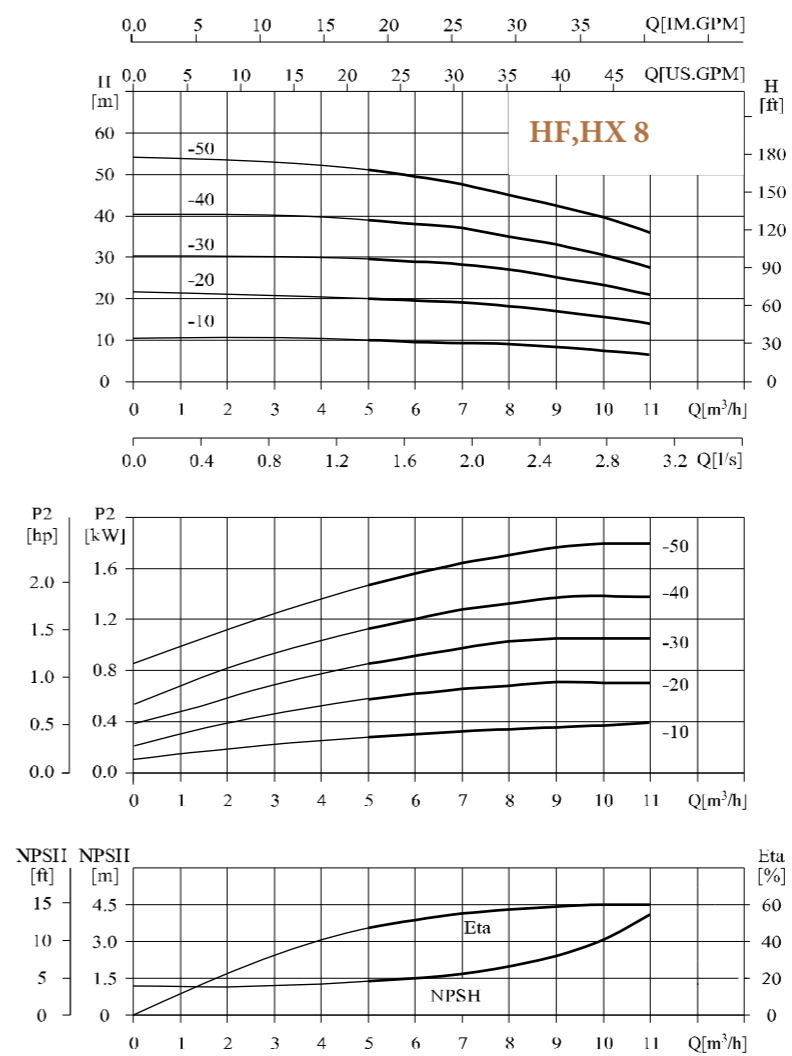 0.0 5 10 15 20 25 30 35 Q[IM.GPM]
0.0 5 10 15 20 25 30 35 40 45 Q[US.GPM]
H [m]
H [ft]
HF,HX 8
60
50
40
30
20
10
0
180
150
120
90
60
30
0
-50
-40
-30
-20
-10
0 1 2 3 4 5 6 7 8 9 10 11 Q[m³/h]
0.0 0.4 0.8 1.2 1.6 2.0 2.4 2.8 3.2 Q[l/s]
P2 [hp]
P2 [kW]
2.0
1.5
1.0
0.5
0.0
1.6
1.2
0.8
0.4
0.0
-50
-40
-30
-20
-10
0 1 2 3 4 5 6 7 8 9 10 11 Q[m³/h]
NPSH [ft]
NPSH [m]
Eta [%]
15
10
5
0
4.5
3.0
1.5
0
60
40
20
0
Eta
NPSH
0 1 2 3 4 5 6 7 8 9 10 11 Q[m³/h]